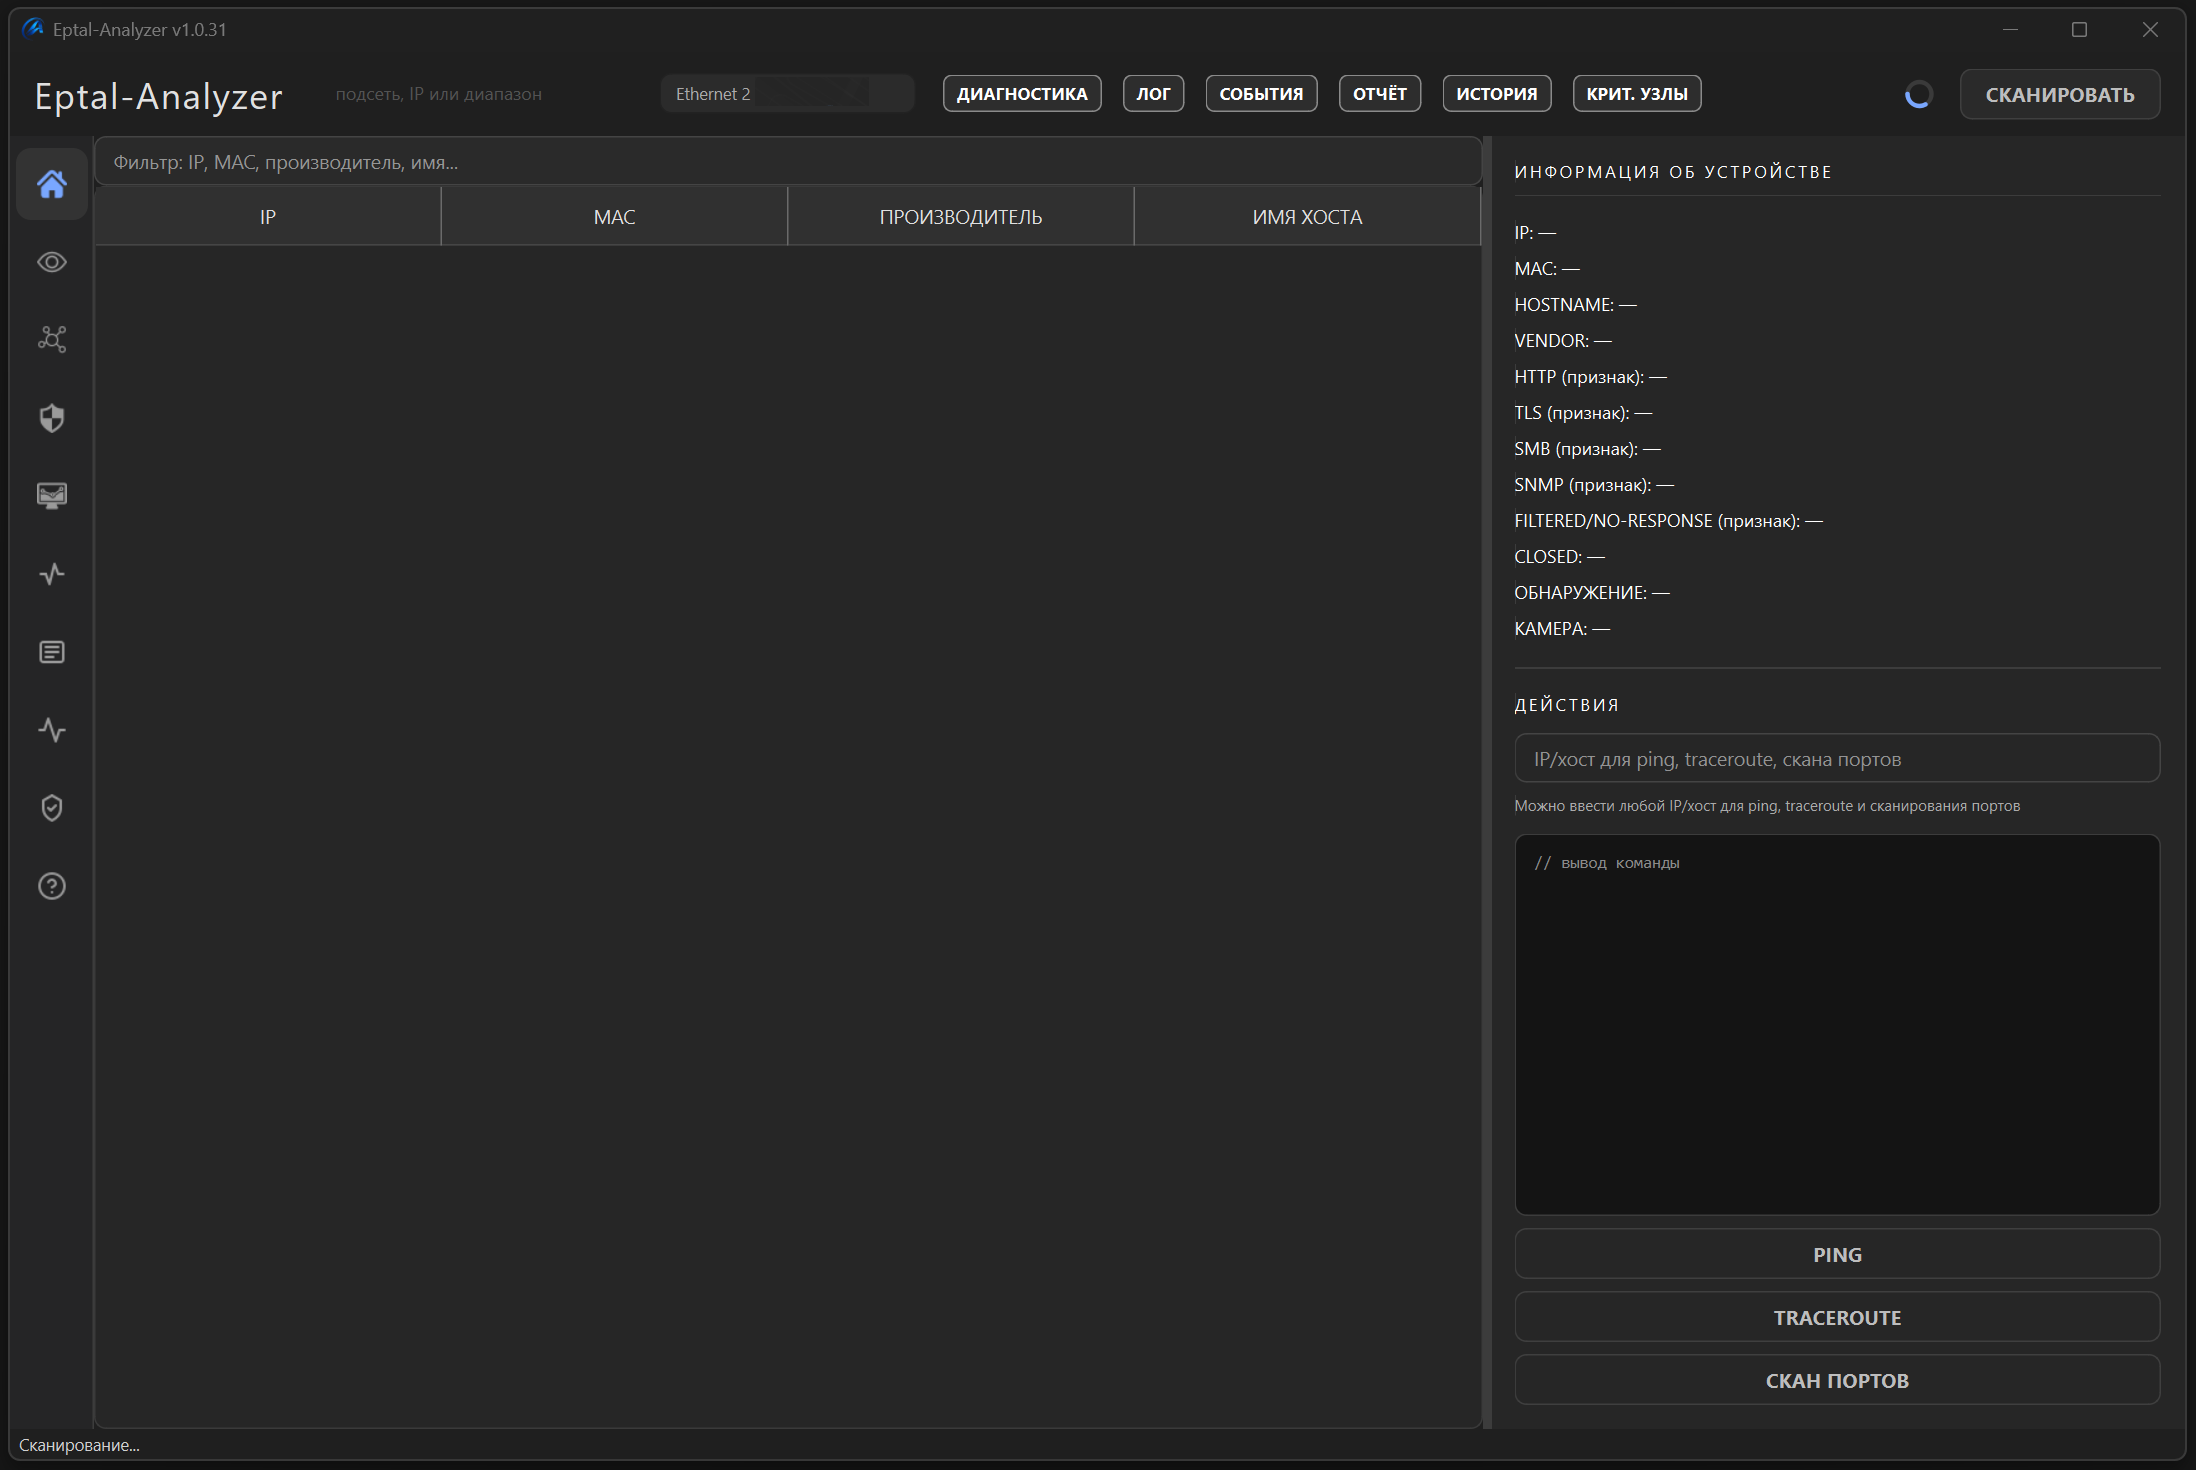 Eptal-Analyzer v1.0.31
Eptal-Analyzer
подсеть, IP или диапазон
Ethernet 2
ДИАГНОСТИКА
ЛОГ
СОБЫТИЯ
ОТЧЁТ
ИСТОРИЯ
КРИТ. УЗЛЫ
СКАНИРОВАТЬ
Фильтр: IP, MAC, производитель, имя...
IP
MAC
ПРОИЗВОДИТЕЛЬ
ИМЯ ХОСТА
ИНФОРМАЦИЯ ОБ УСТРОЙСТВЕ
IP: —
MAC: —
HOSTNAME: —
VENDOR: —
HTTP (признак): —
TLS (признак): —
SMB (признак): —
SNMP (признак): —
FILTERED/NO-RESPONSE (признак): —
CLOSED: —
ОБНАРУЖЕНИЕ: —
КАМЕРА: —
ДЕЙСТВИЯ
IP/хост для ping, traceroute, скана портов
Можно ввести любой IP/хост для ping, traceroute и сканирования портов
// вывод команды
PING
TRACEROUTE
СКАН ПОРТОВ
Сканирование...